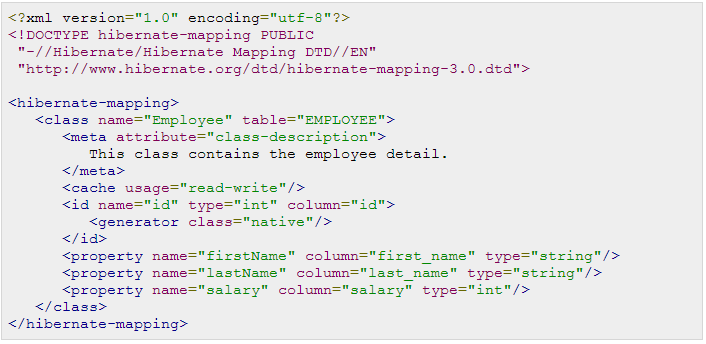 <?xml version="1.0" encoding="utf-8"?>
<!DOCTYPE hibernate-mapping PUBLIC
 "-//Hibernate/Hibernate Mapping DTD//EN"
 "http://www.hibernate.org/dtd/hibernate-mapping-3.0.dtd">

<hibernate-mapping>
   <class name="Employee" table="EMPLOYEE">
      <meta attribute="class-description">
         This class contains the employee detail.
      </meta>
      <cache usage="read-write"/>
      <id name="id" type="int" column="id">
         <generator class="native"/>
      </id>
      <property name="firstName" column="first_name" type="string"/>
      <property name="lastName" column="last_name" type="string"/>
      <property name="salary" column="salary" type="int"/>
   </class>
</hibernate-mapping>